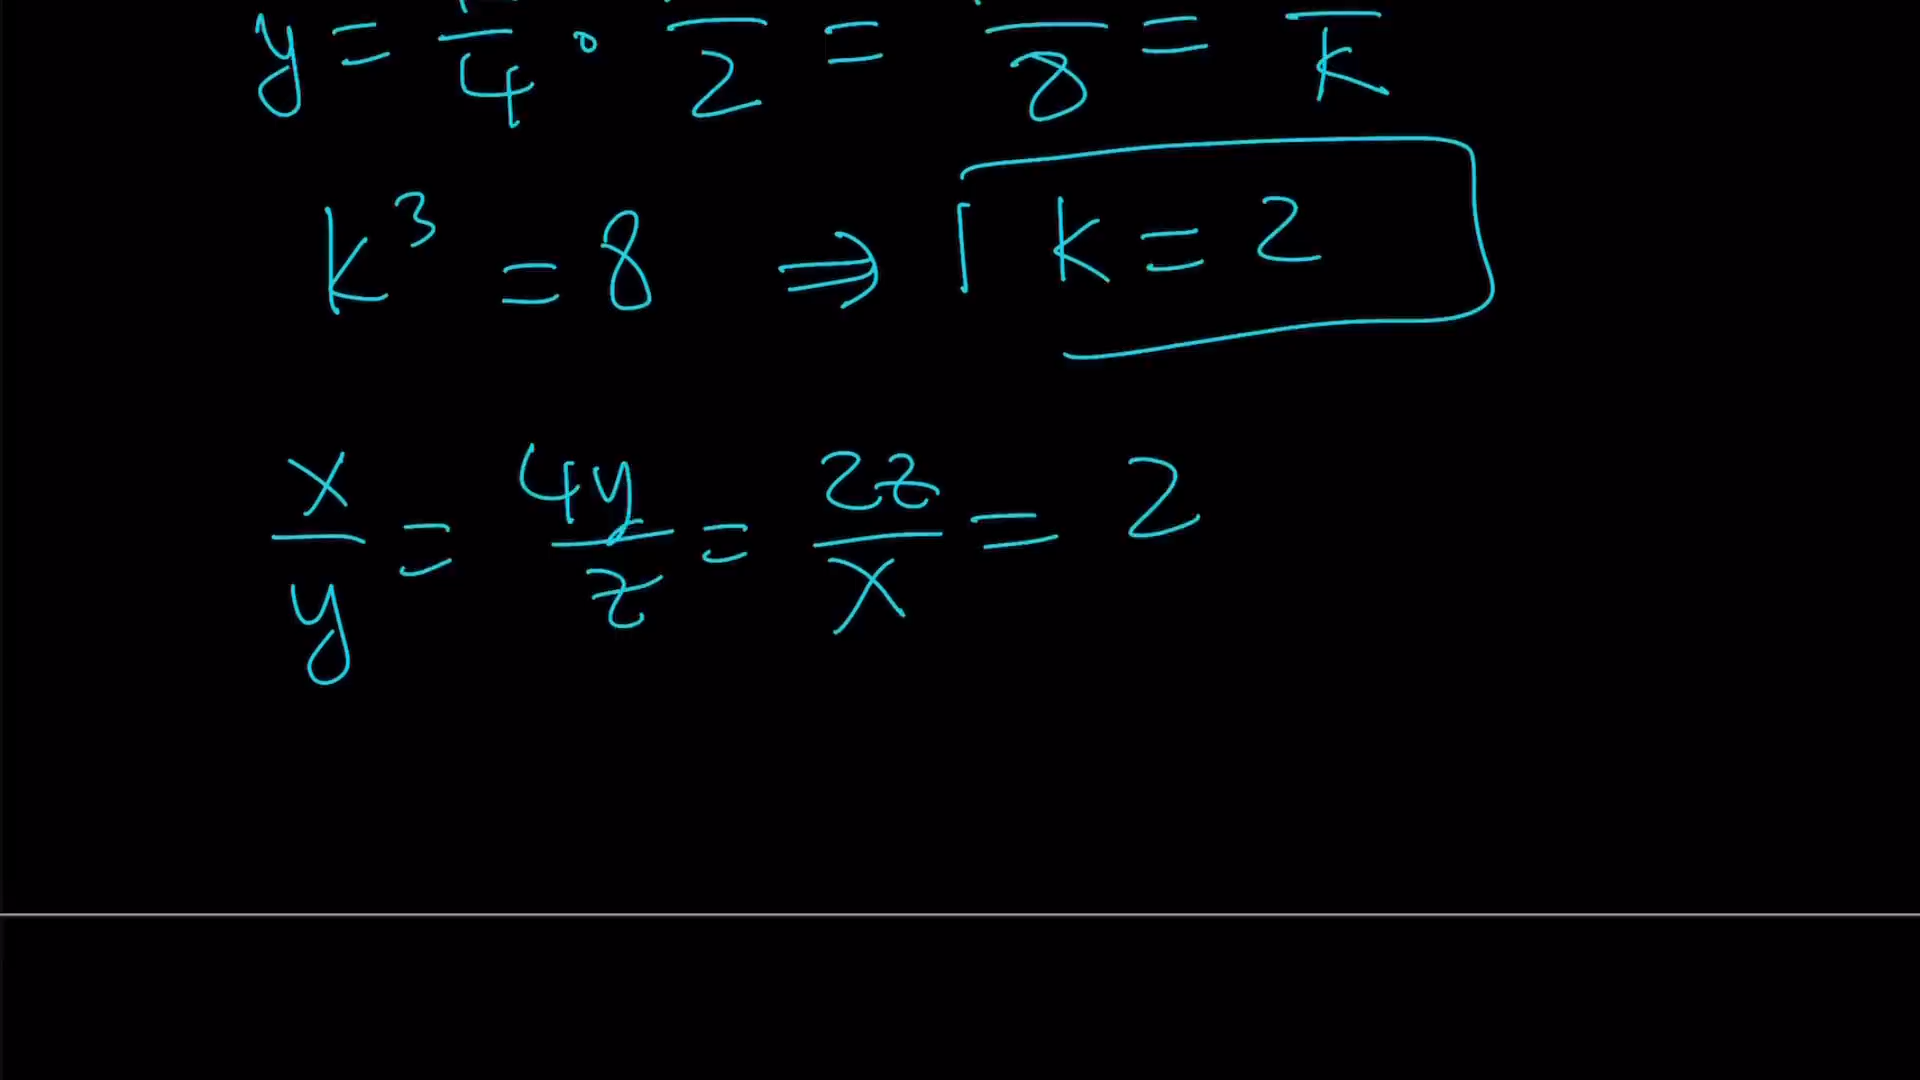 y = /4 · /2 = /8 = /k
k³ = 8 ⇒ k = 2
x/y = 4y/z = 2z/x = 2